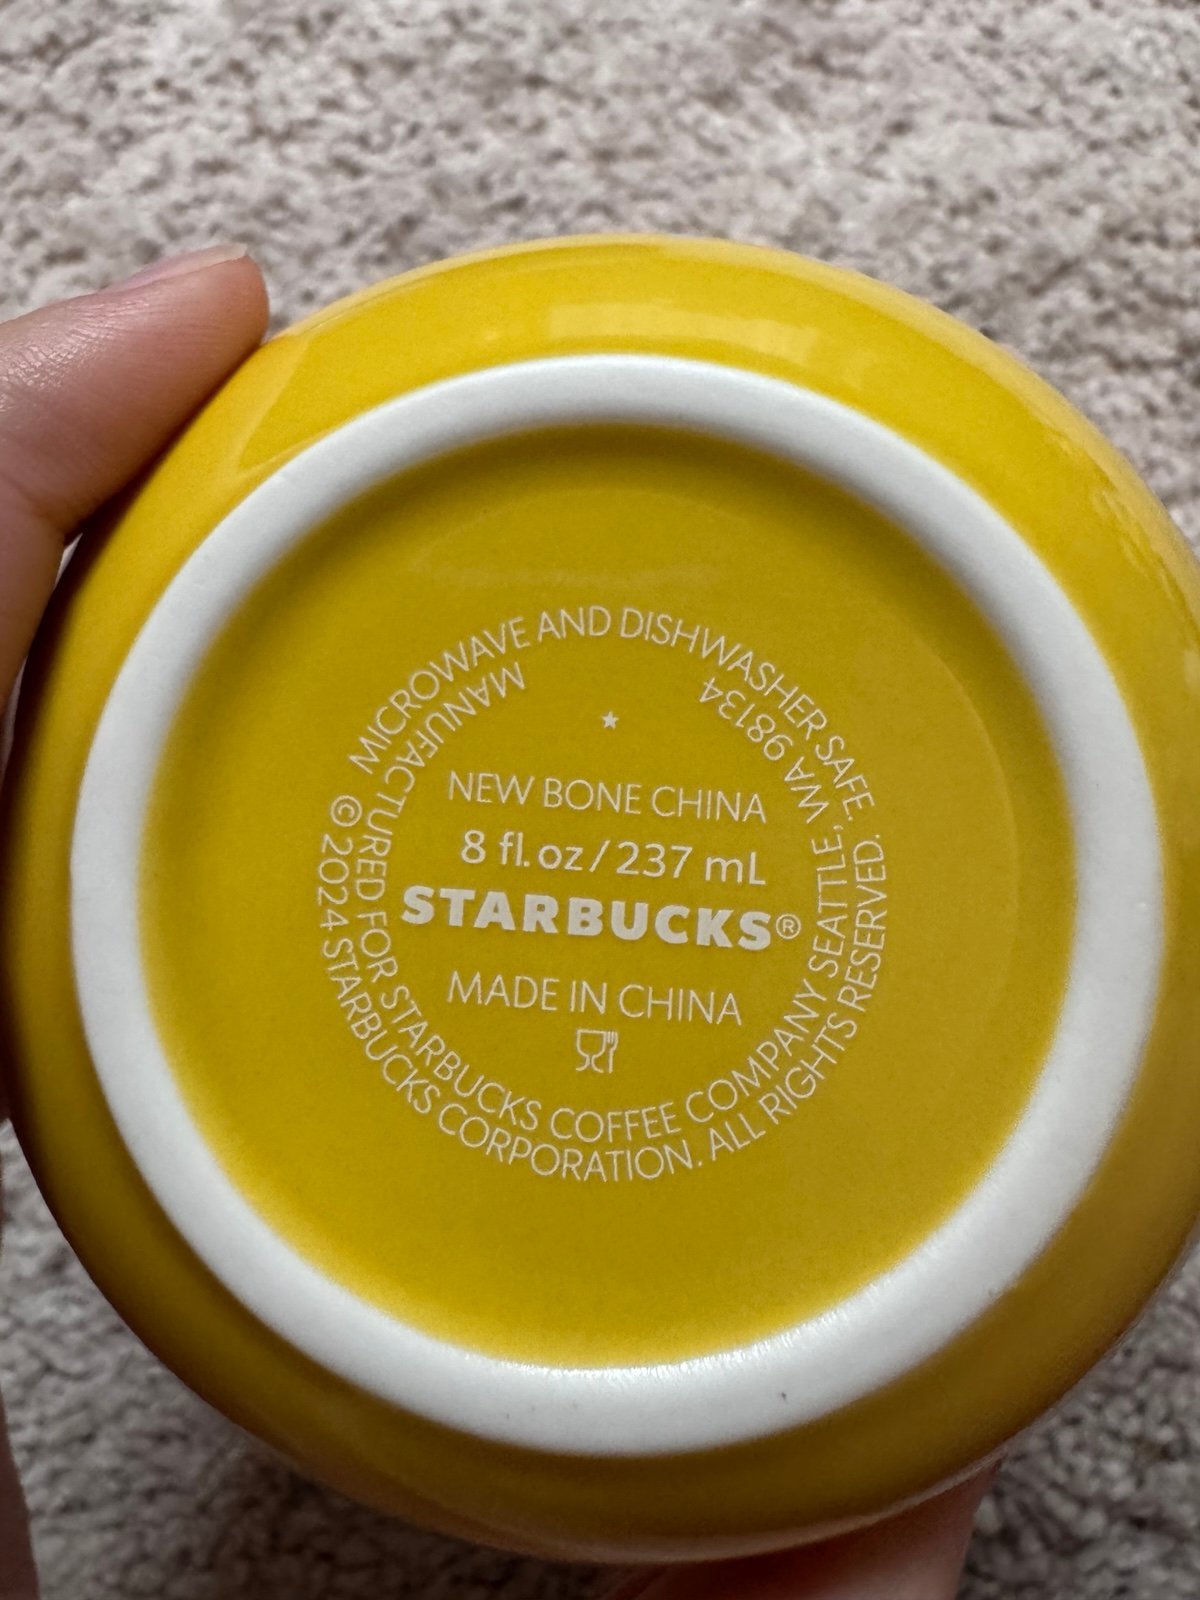 MICROWAVE AND DISHWASHER SAFE.
© 2024 STARBUCKS CORPORATION. ALL RIGHTS RESERVED.
MANUFACTURED FOR STARBUCKS COFFEE COMPANY SEATTLE, WA 98134
NEW BONE CHINA
8 fl. oz / 237 mL
STARBUCKS®
MADE IN CHINA